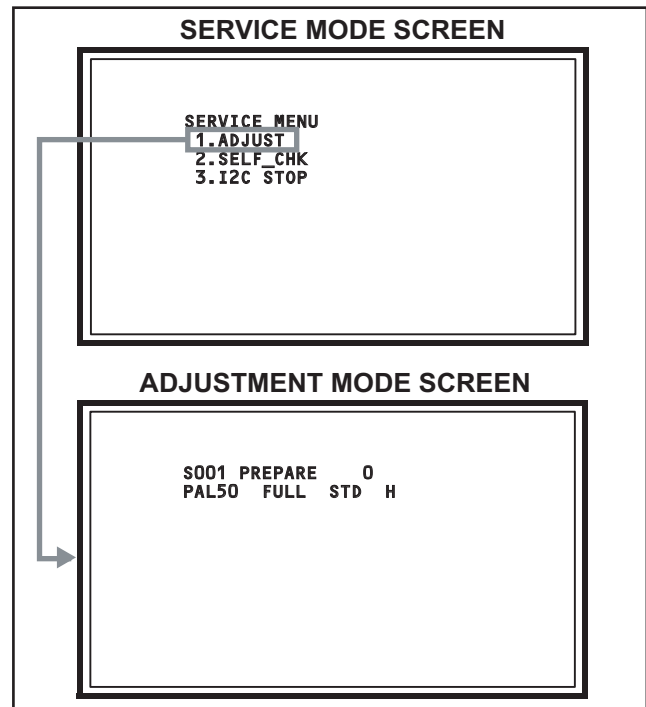 SERVICE MODE SCREEN
SERVICE MENU
1.ADJUST
2.SELF_CHK
3.I2C STOP
ADJUSTMENT MODE SCREEN
S001 PREPARE 0
PAL50 FULL STD H